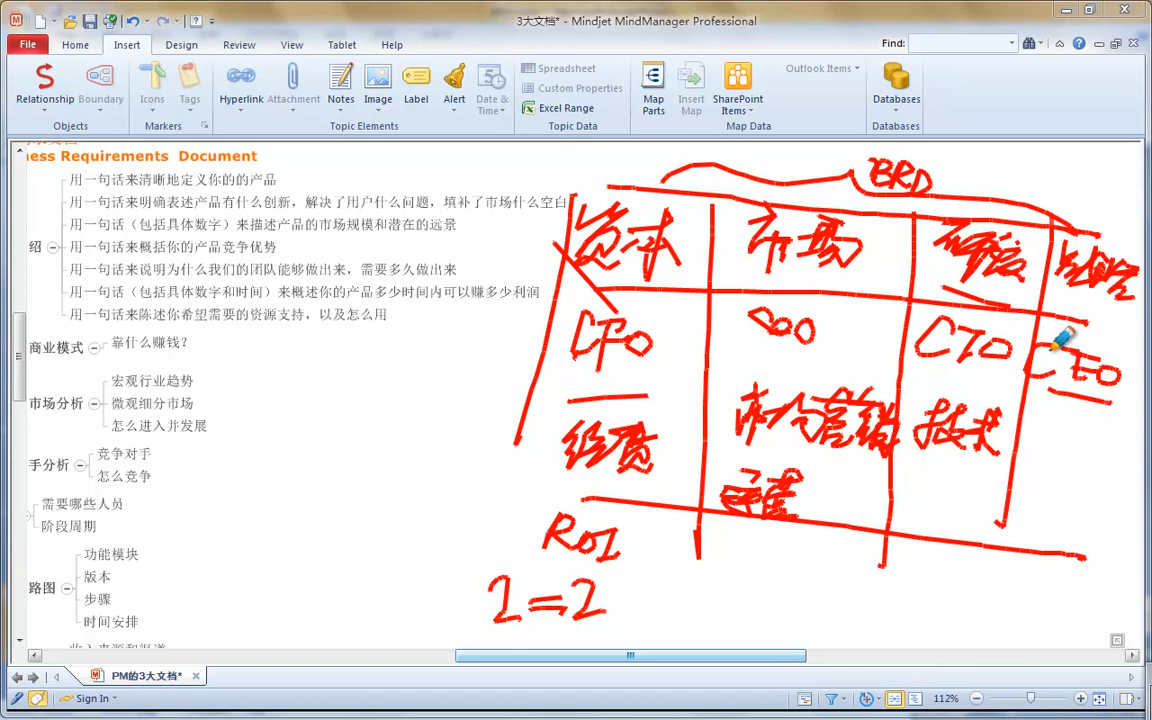 3大文档* - Mindjet MindManager Professional
File Home Insert Design Review View Tablet Help Find:
Relationship Boundary Icons Tags Hyperlink Attachment Notes Image Label Alert Date & Time Spreadsheet Custom Properties Excel Range Map Parts Insert Map SharePoint Items Outlook Items Databases
Objects Markers Topic Elements Topic Data Map Data Databases
ness Requirements Document
用一句话来清晰地定义你的的产品
用一句话来明确表述产品有什么创新，解决了用户什么问题，填补了市场什么空白
用一句话（包括具体数字）来描述产品的市场规模和潜在的远景
绍 用一句话来概括你的产品竞争优势
用一句话来说明为什么我们的团队能够做出来，需要多久做出来
用一句话（包括具体数字和时间）来概述你的产品多少时间内可以赚多少利润
用一句话来陈述你希望需要的资源支持，以及怎么用
商业模式 靠什么赚钱？
宏观行业趋势
市场分析 微观细分市场
怎么进入并发展
竞争对手
手分析
怎么竞争
需要哪些人员
阶段周期
功能模块
版本
路图
步骤
时间安排
BRD
资本 市场
CFO COO CTO CEO
经费 市场营销 技术
运营
ROI
2=2
PM的3大文档*
Sign In 112%